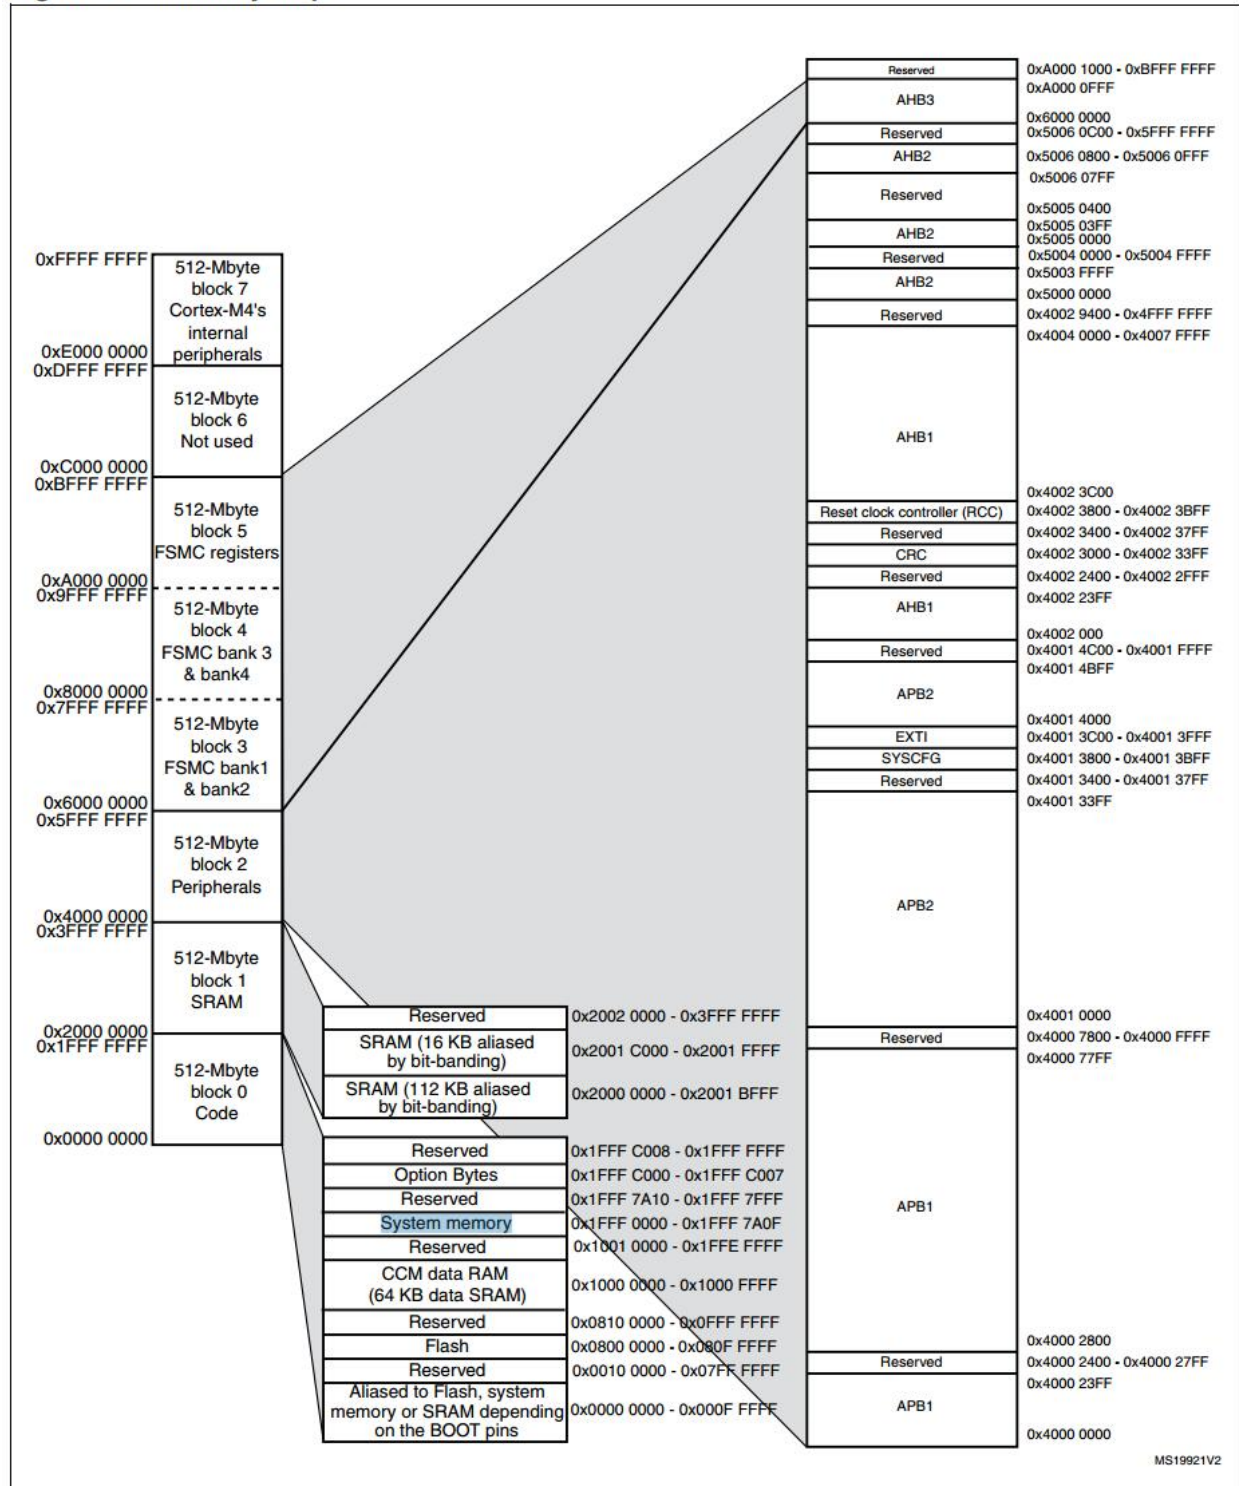 0xFFFF FFFF
512-Mbyte
block 7
Cortex-M4's
internal
peripherals
0xE000 0000
0xDFFF FFFF
512-Mbyte
block 6
Not used
0xC000 0000
0xBFFF FFFF
512-Mbyte
block 5
FSMC registers
0xA000 0000
0x9FFF FFFF
512-Mbyte
block 4
FSMC bank 3
& bank4
0x8000 0000
0x7FFF FFFF
512-Mbyte
block 3
FSMC bank1
& bank2
0x6000 0000
0x5FFF FFFF
512-Mbyte
block 2
Peripherals
0x4000 0000
0x3FFF FFFF
512-Mbyte
block 1
SRAM
0x2000 0000
0x1FFF FFFF
512-Mbyte
block 0
Code
0x0000 0000
Reserved 0x2002 0000 - 0x3FFF FFFF
SRAM (16 KB aliased
by bit-banding)
0x2001 C000 - 0x2001 FFFF
SRAM (112 KB aliased
by bit-banding)
0x2000 0000 - 0x2001 BFFF
Reserved 0x1FFF C008 - 0x1FFF FFFF
Option Bytes 0x1FFF C000 - 0x1FFF C007
Reserved 0x1FFF 7A10 - 0x1FFF 7FFF
System memory 0x1FFF 0000 - 0x1FFF 7A0F
Reserved 0x1001 0000 - 0x1FFE FFFF
CCM data RAM
(64 KB data SRAM)
0x1000 0000 - 0x1000 FFFF
Reserved 0x0810 0000 - 0x0FFF FFFF
Flash 0x0800 0000 - 0x080F FFFF
Reserved 0x0010 0000 - 0x07FF FFFF
Aliased to Flash, system
memory or SRAM depending
on the BOOT pins
0x0000 0000 - 0x000F FFFF
Reserved 0xA000 1000 - 0xBFFF FFFF
0xA000 0FFF
AHB3
0x6000 0000
Reserved 0x5006 0C00 - 0x5FFF FFFF
AHB2 0x5006 0800 - 0x5006 0FFF
0x5006 07FF
Reserved
0x5005 0400
0x5005 03FF
AHB2
0x5005 0000
Reserved 0x5004 0000 - 0x5004 FFFF
0x5003 FFFF
AHB2
0x5000 0000
Reserved 0x4002 9400 - 0x4FFF FFFF
0x4004 0000 - 0x4007 FFFF
AHB1
0x4002 3C00
Reset clock controller (RCC) 0x4002 3800 - 0x4002 3BFF
Reserved 0x4002 3400 - 0x4002 37FF
CRC 0x4002 3000 - 0x4002 33FF
Reserved 0x4002 2400 - 0x4002 2FFF
0x4002 23FF
AHB1
0x4002 000
Reserved 0x4001 4C00 - 0x4001 FFFF
0x4001 4BFF
APB2
0x4001 4000
EXTI 0x4001 3C00 - 0x4001 3FFF
SYSCFG 0x4001 3800 - 0x4001 3BFF
Reserved 0x4001 3400 - 0x4001 37FF
0x4001 33FF
APB2
0x4001 0000
Reserved 0x4000 7800 - 0x4000 FFFF
0x4000 77FF
APB1
0x4000 2800
Reserved 0x4000 2400 - 0x4000 27FF
0x4000 23FF
APB1
0x4000 0000
MS19921V2